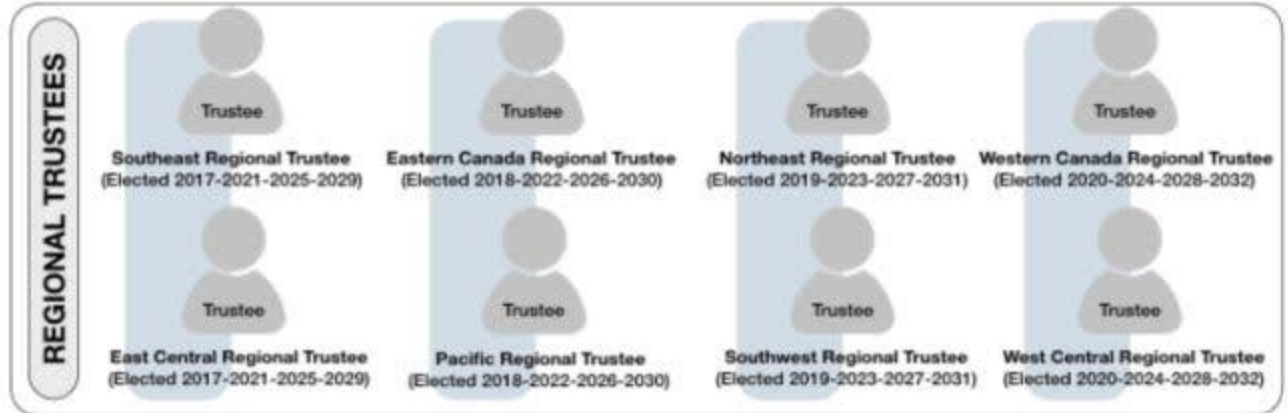 REGIONAL TRUSTEES
Trustee
Southeast Regional Trustee
(Elected 2017-2021-2025-2029)
Trustee
Eastern Canada Regional Trustee
(Elected 2018-2022-2026-2030)
Trustee
Northeast Regional Trustee
(Elected 2019-2023-2027-2031)
Trustee
Western Canada Regional Trustee
(Elected 2020-2024-2028-2032)
Trustee
East Central Regional Trustee
(Elected 2017-2021-2025-2029)
Trustee
Pacific Regional Trustee
(Elected 2018-2022-2026-2030)
Trustee
Southwest Regional Trustee
(Elected 2019-2023-2027-2031)
Trustee
West Central Regional Trustee
(Elected 2020-2024-2028-2032)